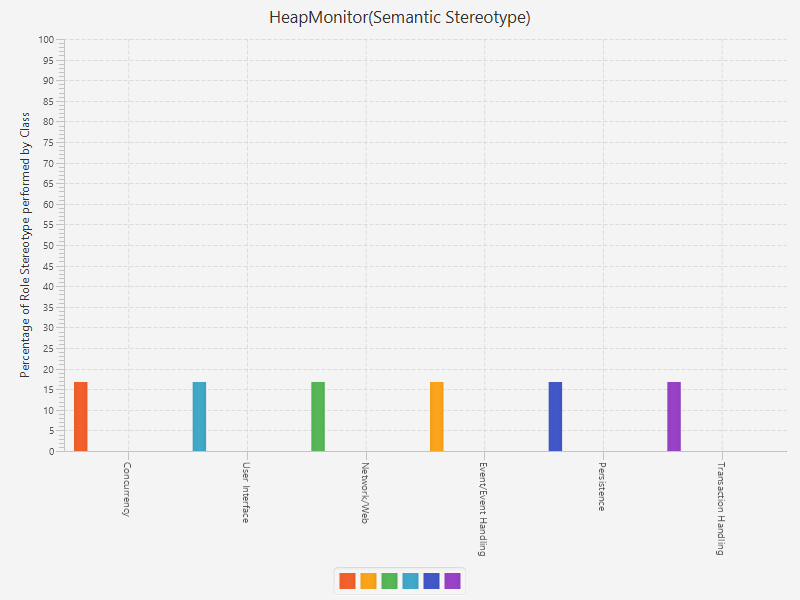 HeapMonitor(Semantic Stereotype)
Percentage of Role Stereotype performed by Class
100
95
90
85
80
75
70
65
60
55
50
45
40
35
30
25
20
15
10
5
0
Concurrency
User Interface
Network/Web
Event/Event Handling
Persistence
Transaction Handling